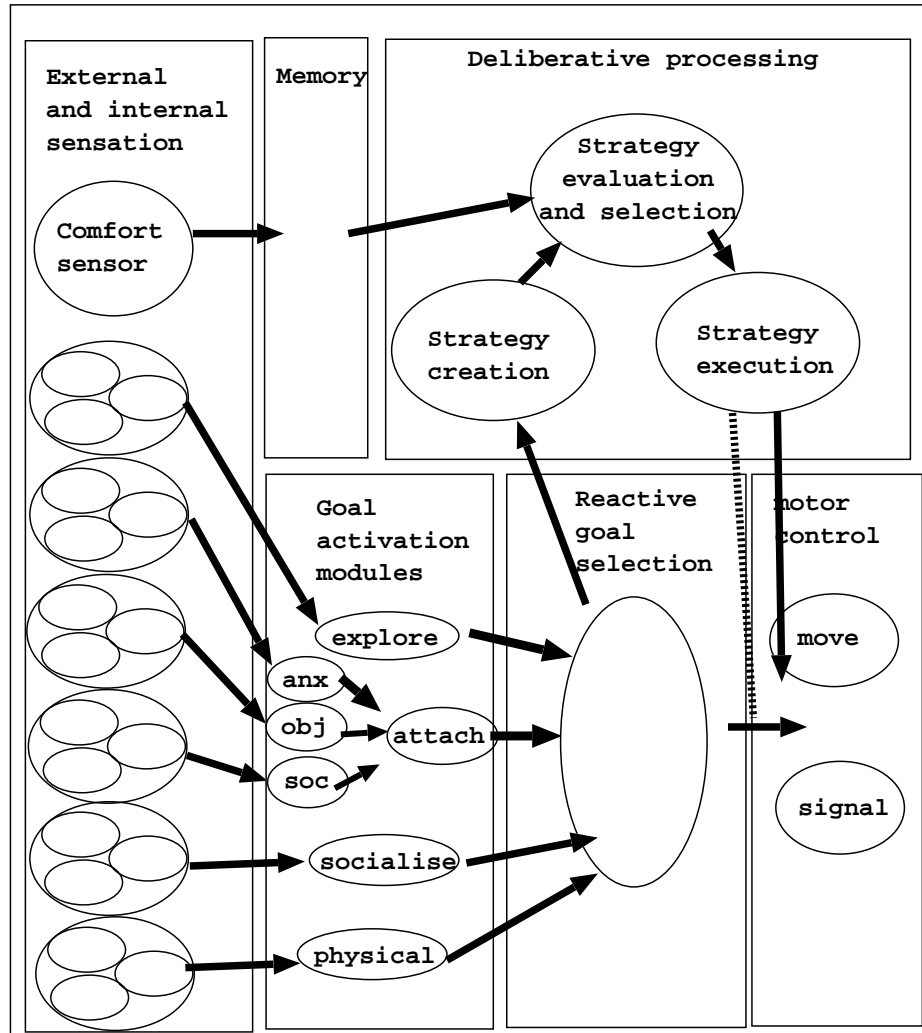 External
and internal
sensation
Comfort
sensor
Memory
Deliberative processing
Strategy
evaluation
and selection
Strategy
creation
Strategy
execution
Goal
activation
modules
explore
anx
obj
soc
attach
socialise
physical
Reactive
goal
selection
motor
control
move
signal